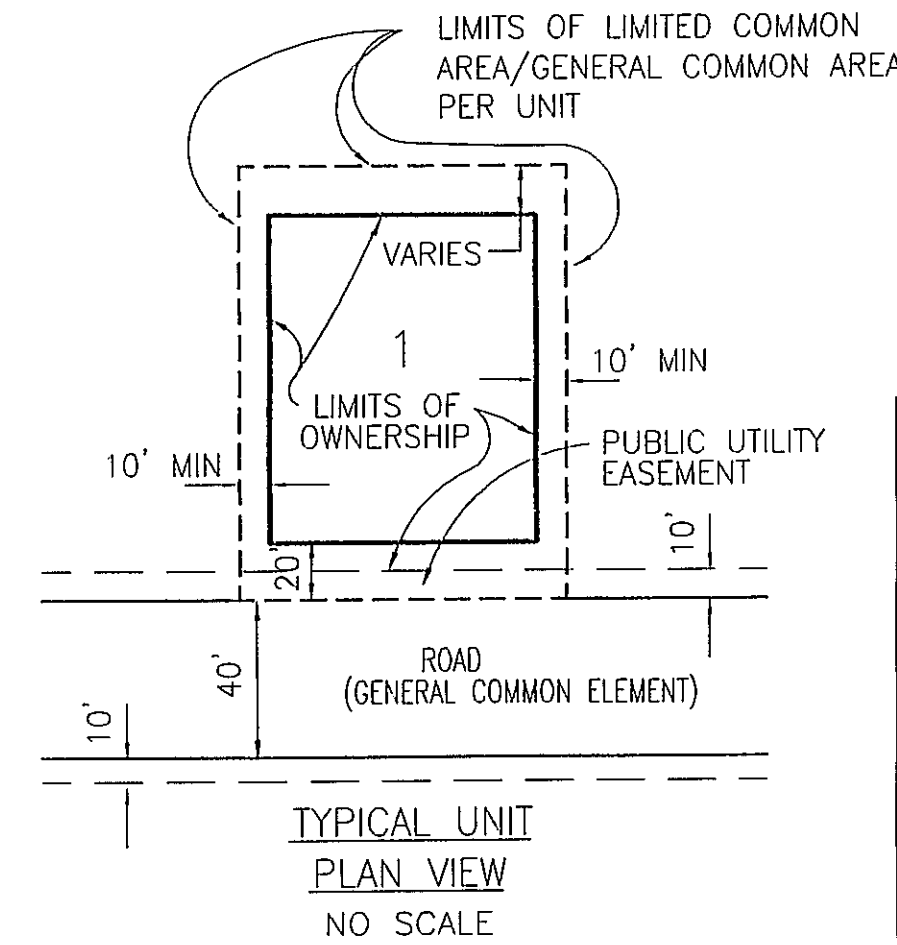 LIMITS OF LIMITED COMMON
AREA/GENERAL COMMON AREA
PER UNIT
VARIES
1
10' MIN
LIMITS OF
OWNERSHIP
PUBLIC UTILITY
EASEMENT
10' MIN
10'
20'
40'
ROAD
(GENERAL COMMON ELEMENT)
10'
TYPICAL UNIT
PLAN VIEW
NO SCALE